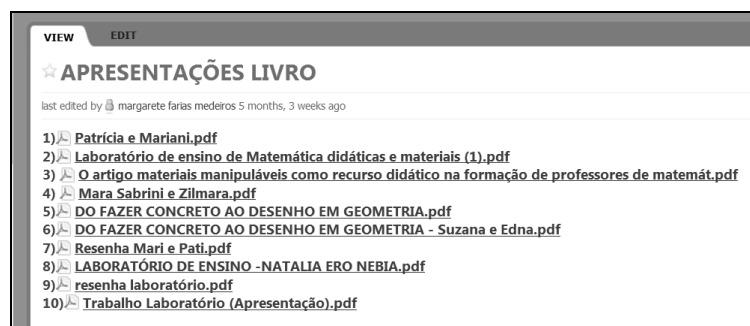 VIEW EDIT
APRESENTAÇÕES LIVRO
last edited by margarete farias medeiros 5 months, 3 weeks ago
1) Patrícia e Mariani.pdf
2) Laboratório de ensino de Matemática didáticas e materiais (1).pdf
3) O artigo materiais manipuláveis como recurso didático na formação de professores de matemát.pdf
4) Mara Sabrini e Zilmara.pdf
5) DO FAZER CONCRETO AO DESENHO EM GEOMETRIA.pdf
6) DO FAZER CONCRETO AO DESENHO EM GEOMETRIA - Suzana e Edna.pdf
7) Resenha Mari e Pati.pdf
8) LABORATÓRIO DE ENSINO -NATALIA ERO NEBIA.pdf
9) resenha laboratório.pdf
10) Trabalho Laboratório (Apresentação).pdf